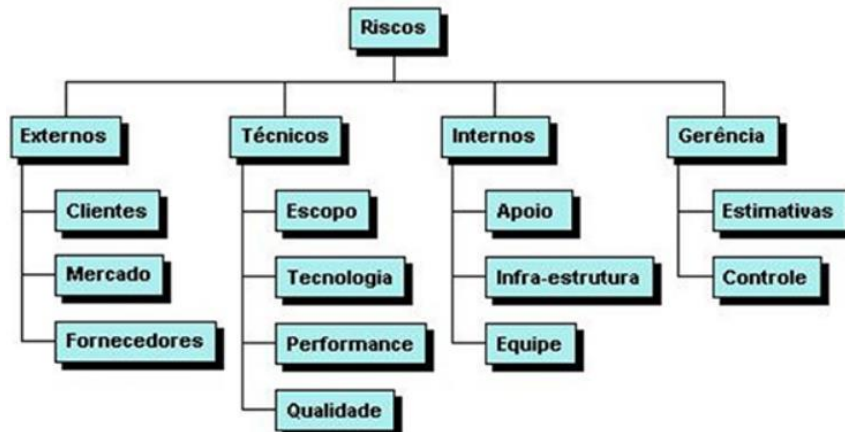 Riscos
Externos
Técnicos
Internos
Gerência
Clientes
Escopo
Apoio
Estimativas
Mercado
Tecnologia
Infra-estrutura
Controle
Fornecedores
Performance
Equipe
Qualidade